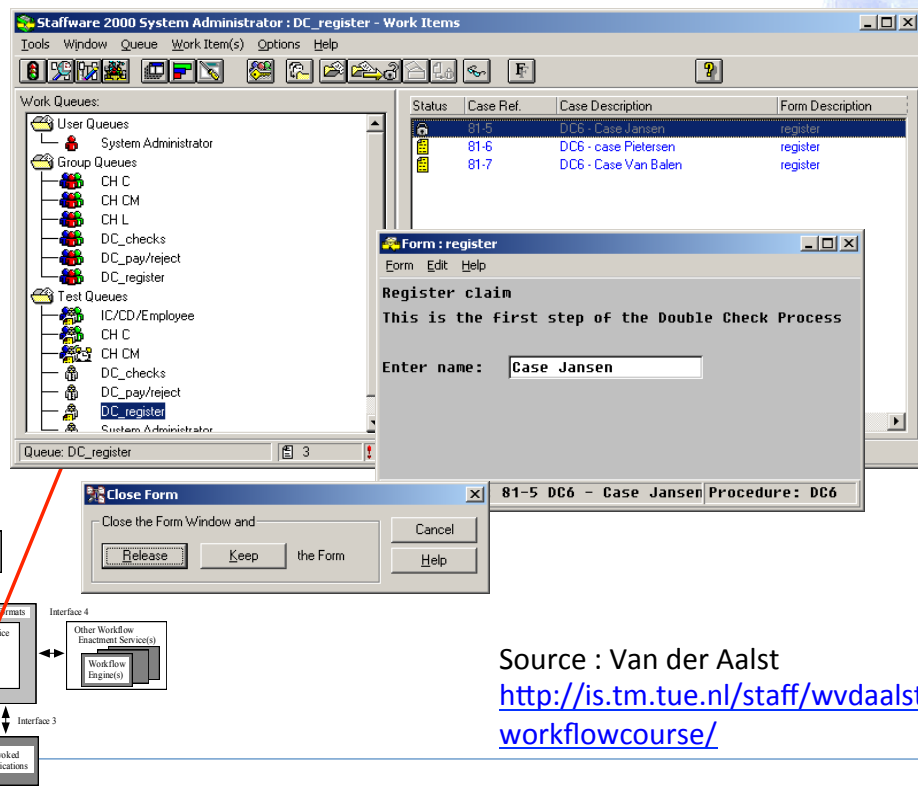 Staffware 2000 System Administrator : DC_register - Work Items
Tools Window Queue Work Item(s) Options Help
Work Queues:
User Queues
System Administrator
Group Queues
CH C
CH CM
CH L
DC_checks
DC_pay/reject
DC_register
Test Queues
IC/CD/Employee
CH C
CH CM
DC_checks
DC_pay/reject
DC_register
System Administrator
Queue: DC_register 3
Status Case Ref. Case Description Form Description
81-5 DC6 - Case Jansen register
81-6 DC6 - case Pietersen register
81-7 DC6 - Case Van Balen register
Form : register
Form Edit Help
Register claim
This is the first step of the Double Check Process
Enter name: Case Jansen
81-5 DC6 - Case Jansen Procedure: DC6
Close Form
Close the Form Window and
Release Keep the Form
Cancel
Help
Interface 4
Other Workflow
Enactment Service(s)
Workflow
Engine(s)
Interface 3
Source : Van der Aalst
http://is.tm.tue.nl/staff/wvdaalst
workflowcourse/